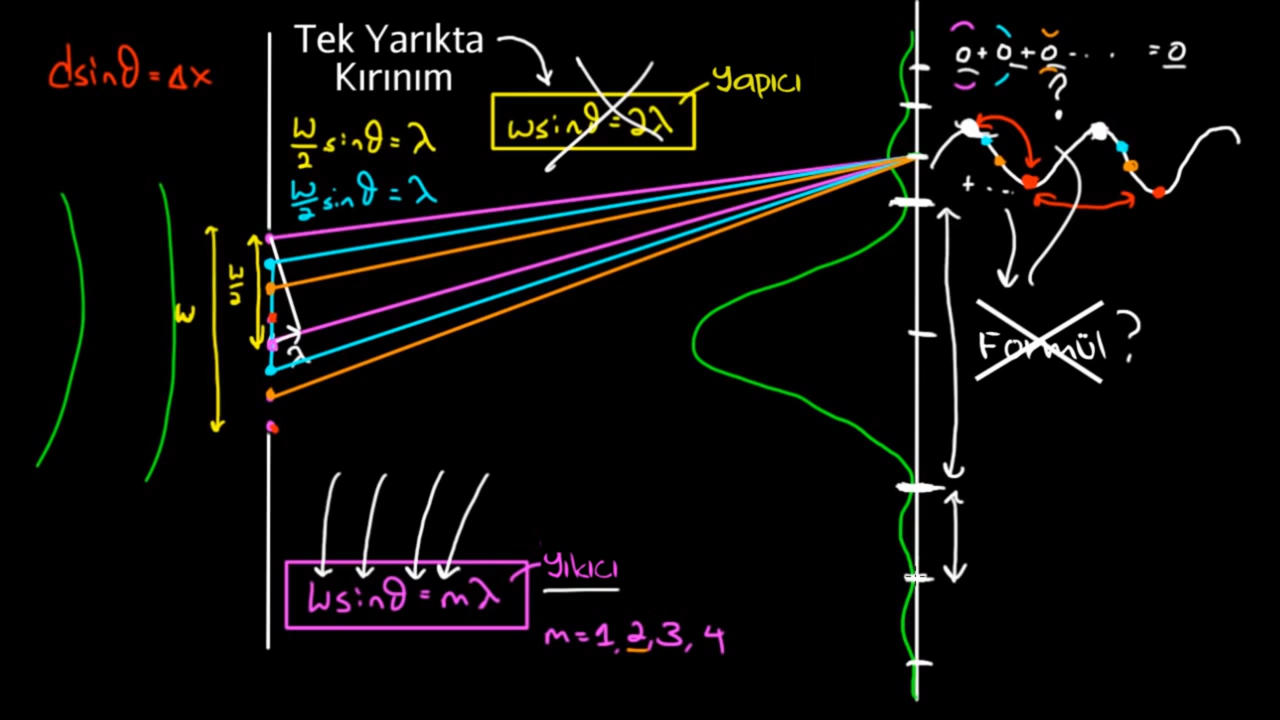 Tek Yarıkta
Kırınım
dsinθ = Δx
w/2 sinθ = λ
w/2 sinθ = λ
wsinθ = 2λ
Yapıcı
0 + 0 + 0 . . . . = 0
?
+ ...
Formül ?
w
w/2
λ
wsinθ = mλ
Yıkıcı
m = 1, 2, 3, 4